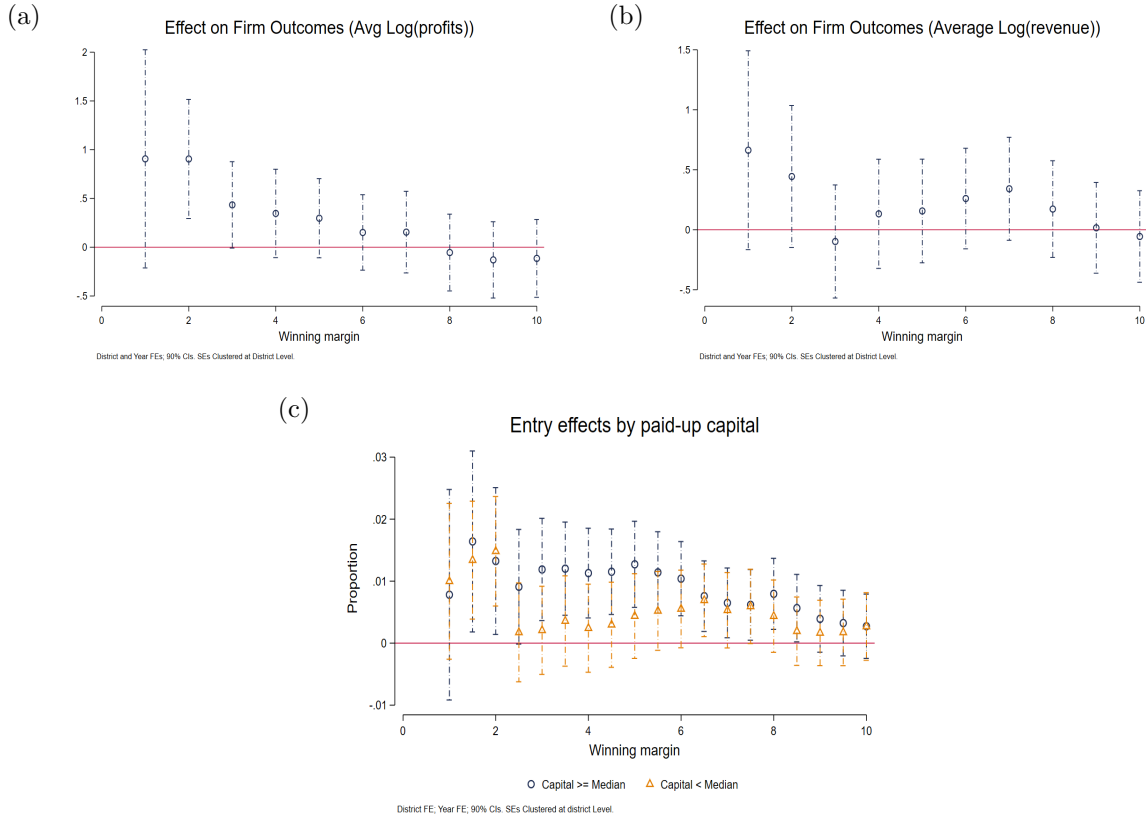 (a)
Effect on Firm Outcomes (Avg Log(profits))
2
1.5
1
.5
0
-.5
0 2 4 6 8 10
Winning margin
District and Year FEs; 90% CIs. SEs Clustered at District Level.
(b)
Effect on Firm Outcomes (Average Log(revenue))
1.5
1
.5
0
-.5
0 2 4 6 8 10
Winning margin
District and Year FEs; 90% CIs. SEs Clustered at District Level.
(c)
Entry effects by paid-up capital
Proportion
.03
.02
.01
0
-.01
0 2 4 6 8 10
Winning margin
Capital >= Median Capital < Median
District FE; Year FE; 90% CIs. SEs Clustered at district Level.